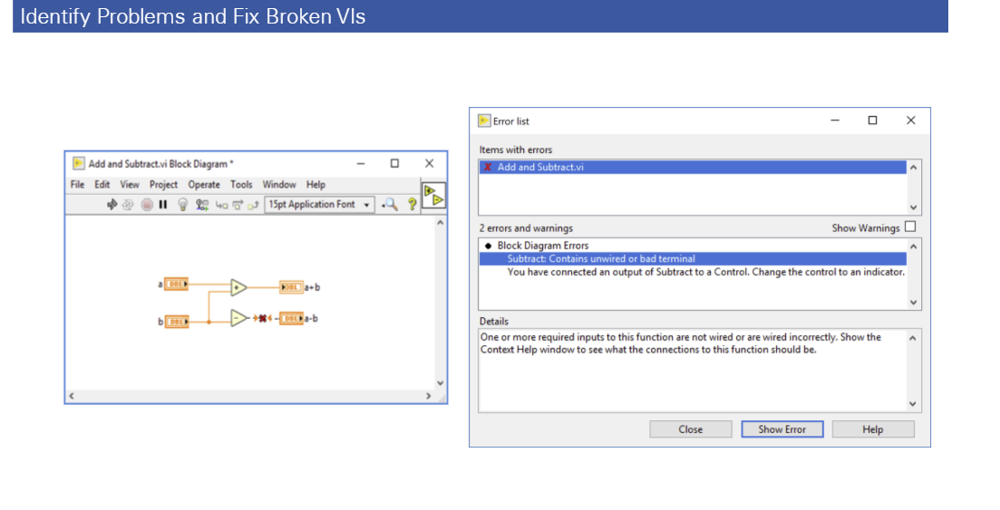 Identify Problems and Fix Broken VIs
Add and Subtract.vi Block Diagram *
File Edit View Project Operate Tools Window Help
15pt Application Font
a DBL
+
DBL a+b
b DBL
-
DBL a-b
Error list
Items with errors
Add and Subtract.vi
2 errors and warnings
Show Warnings
Block Diagram Errors
Subtract: Contains unwired or bad terminal
You have connected an output of Subtract to a Control. Change the control to an indicator.
Details
One or more required inputs to this function are not wired or are wired incorrectly. Show the
Context Help window to see what the connections to this function should be.
Close
Show Error
Help